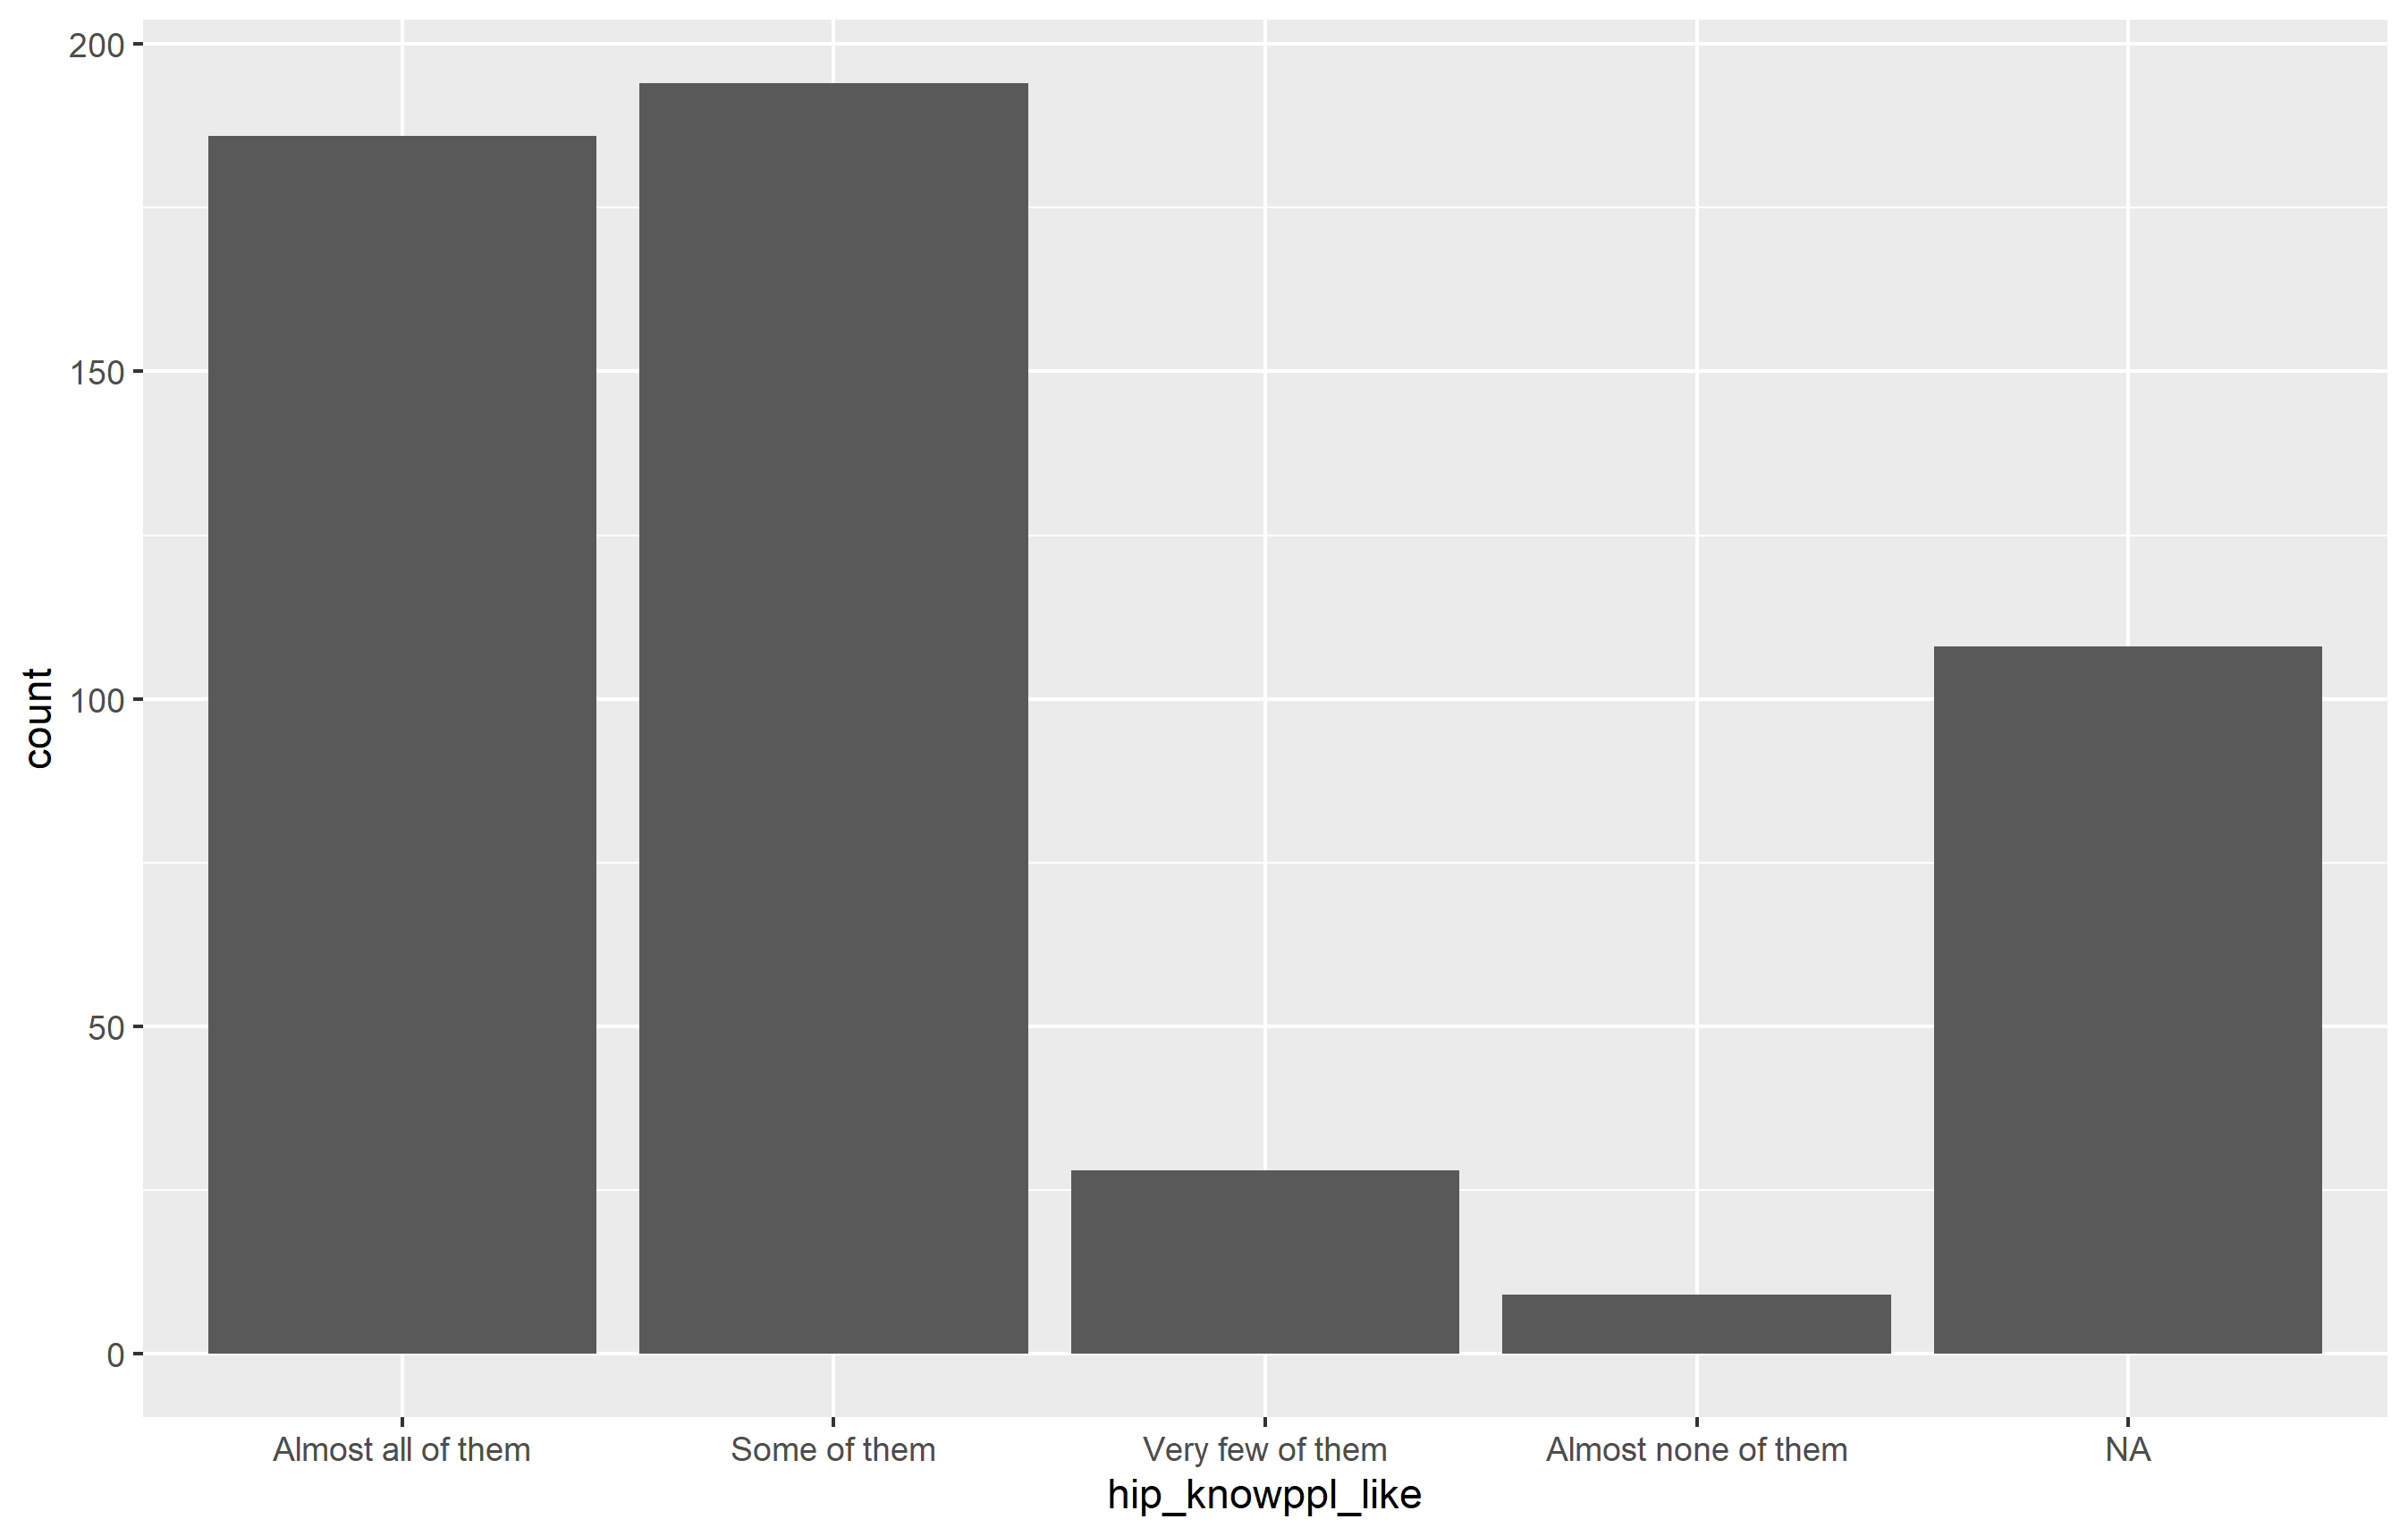 200
150
100
50
0
count
Almost all of them Some of them Very few of them Almost none of them NA
hip_knowppl_like